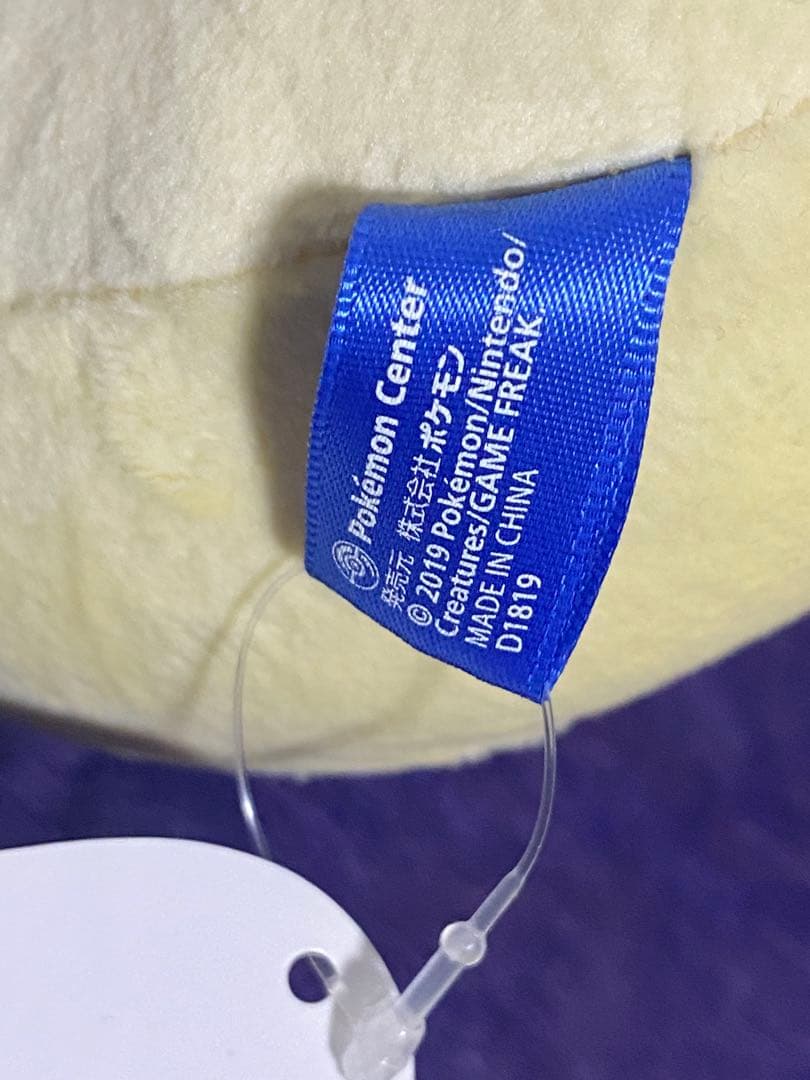 Pokémon Center
発売元 株式会社ポケモン
© 2019 Pokémon/Nintendo/
Creatures/GAME FREAK.
MADE IN CHINA
D1819